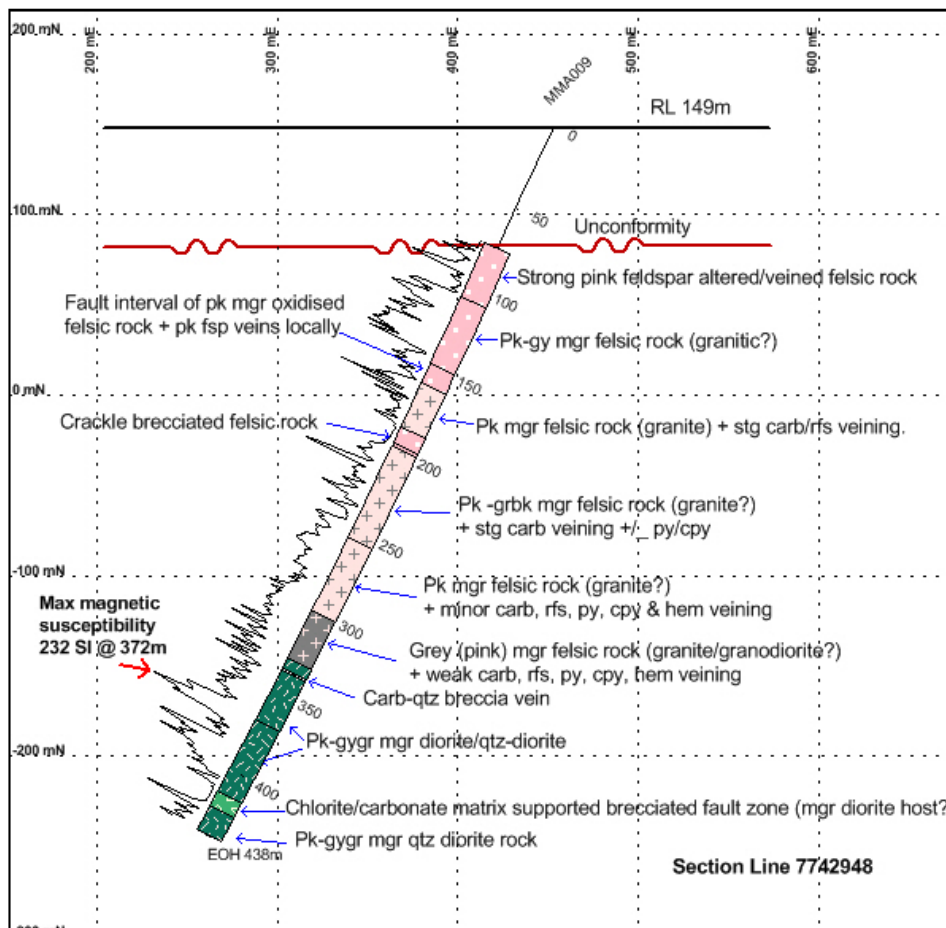 200 mN
200 mE
300 mE
400 mE
500 mE
600 mE
MMA009
RL 149m
0
50
100 mN
Unconformity
Strong pink feldspar altered/veined felsic rock
Fault interval of pk mgr oxidised
felsic rock + pk fsp veins locally
100
Pk-gy mgr felsic rock (granitic?)
150
0 mN
Crackle brecciated felsic rock
Pk mgr felsic rock (granite) + stg carb/rfs veining.
200
Pk -grbk mgr felsic rock (granite?)
+ stg carb veining +/_ py/cpy
250
-100 mN
Pk mgr felsic rock (granite?)
+ minor carb, rfs, py, cpy & hem veining
Max magnetic
susceptibility
232 SI @ 372m
300
Grey (pink) mgr felsic rock (granite/granodiorite?)
+ weak carb, rfs, py, cpy, hem veining
Carb-qtz breccia vein
350
Pk-gygr mgr diorite/qtz-diorite
-200 mN
400
Chlorite/carbonate matrix supported brecciated fault zone (mgr diorite host?
Pk-gygr mgr qtz diorite rock
EOH 438m
Section Line 7742948